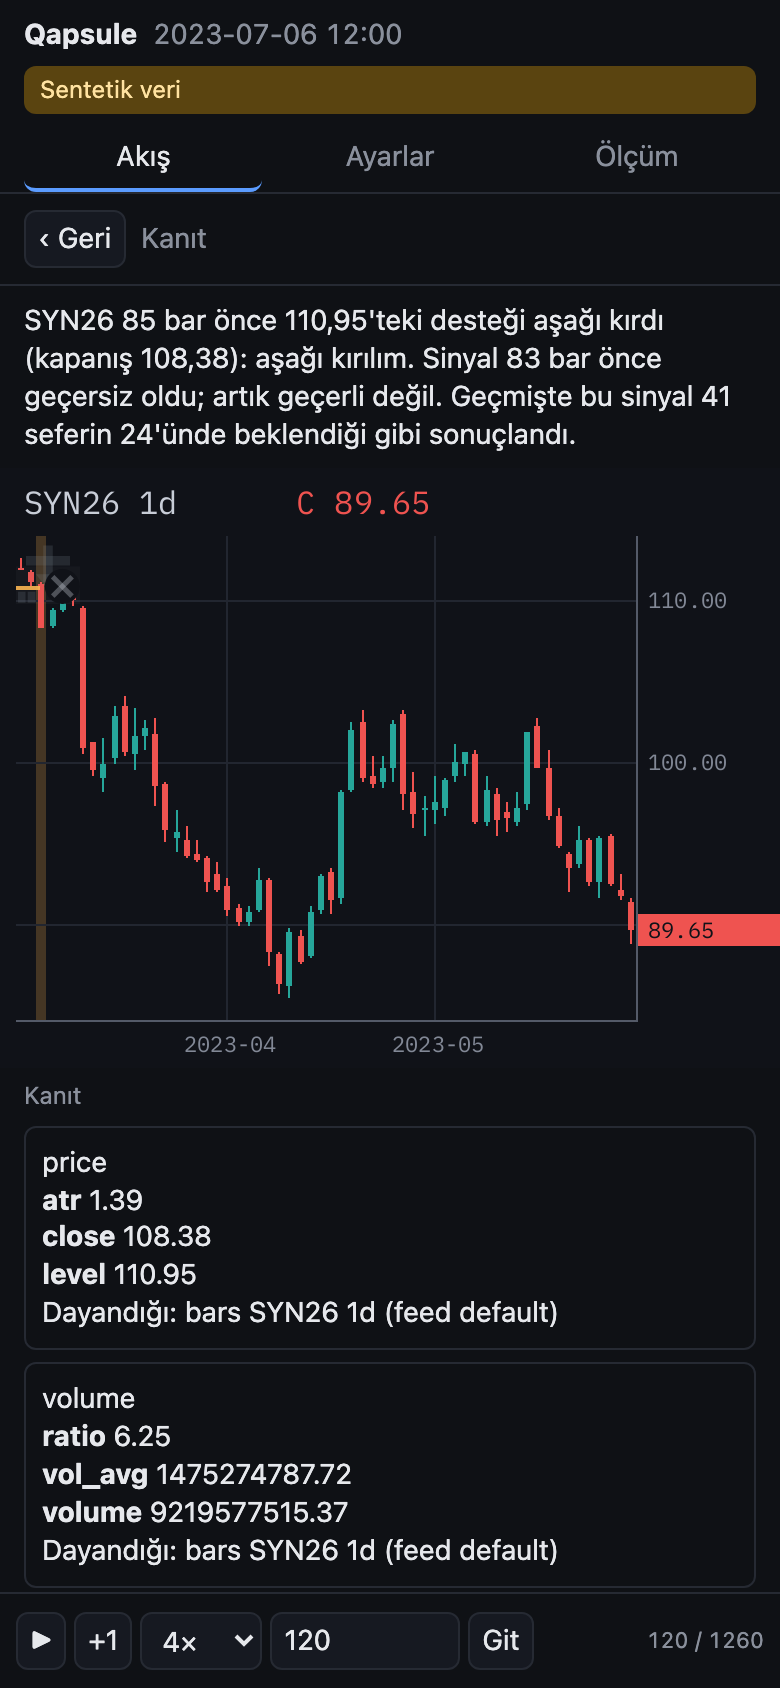 Qapsule 2023-07-06 12:00
Sentetik veri
Akış Ayarlar Ölçüm
‹ Geri Kanıt
SYN26 85 bar önce 110,95'teki desteği aşağı kırdı
(kapanış 108,38): aşağı kırılım. Sinyal 83 bar önce
geçersiz oldu; artık geçerli değil. Geçmişte bu sinyal 41
seferin 24'ünde beklendiği gibi sonuçlandı.
SYN26 1d C 89.65
110.00
100.00
89.65
2023-04 2023-05
Kanıt
price
atr 1.39
close 108.38
level 110.95
Dayandığı: bars SYN26 1d (feed default)
volume
ratio 6.25
vol_avg 1475274787.72
volume 9219577515.37
Dayandığı: bars SYN26 1d (feed default)
+1 4× 120 Git 120 / 1260